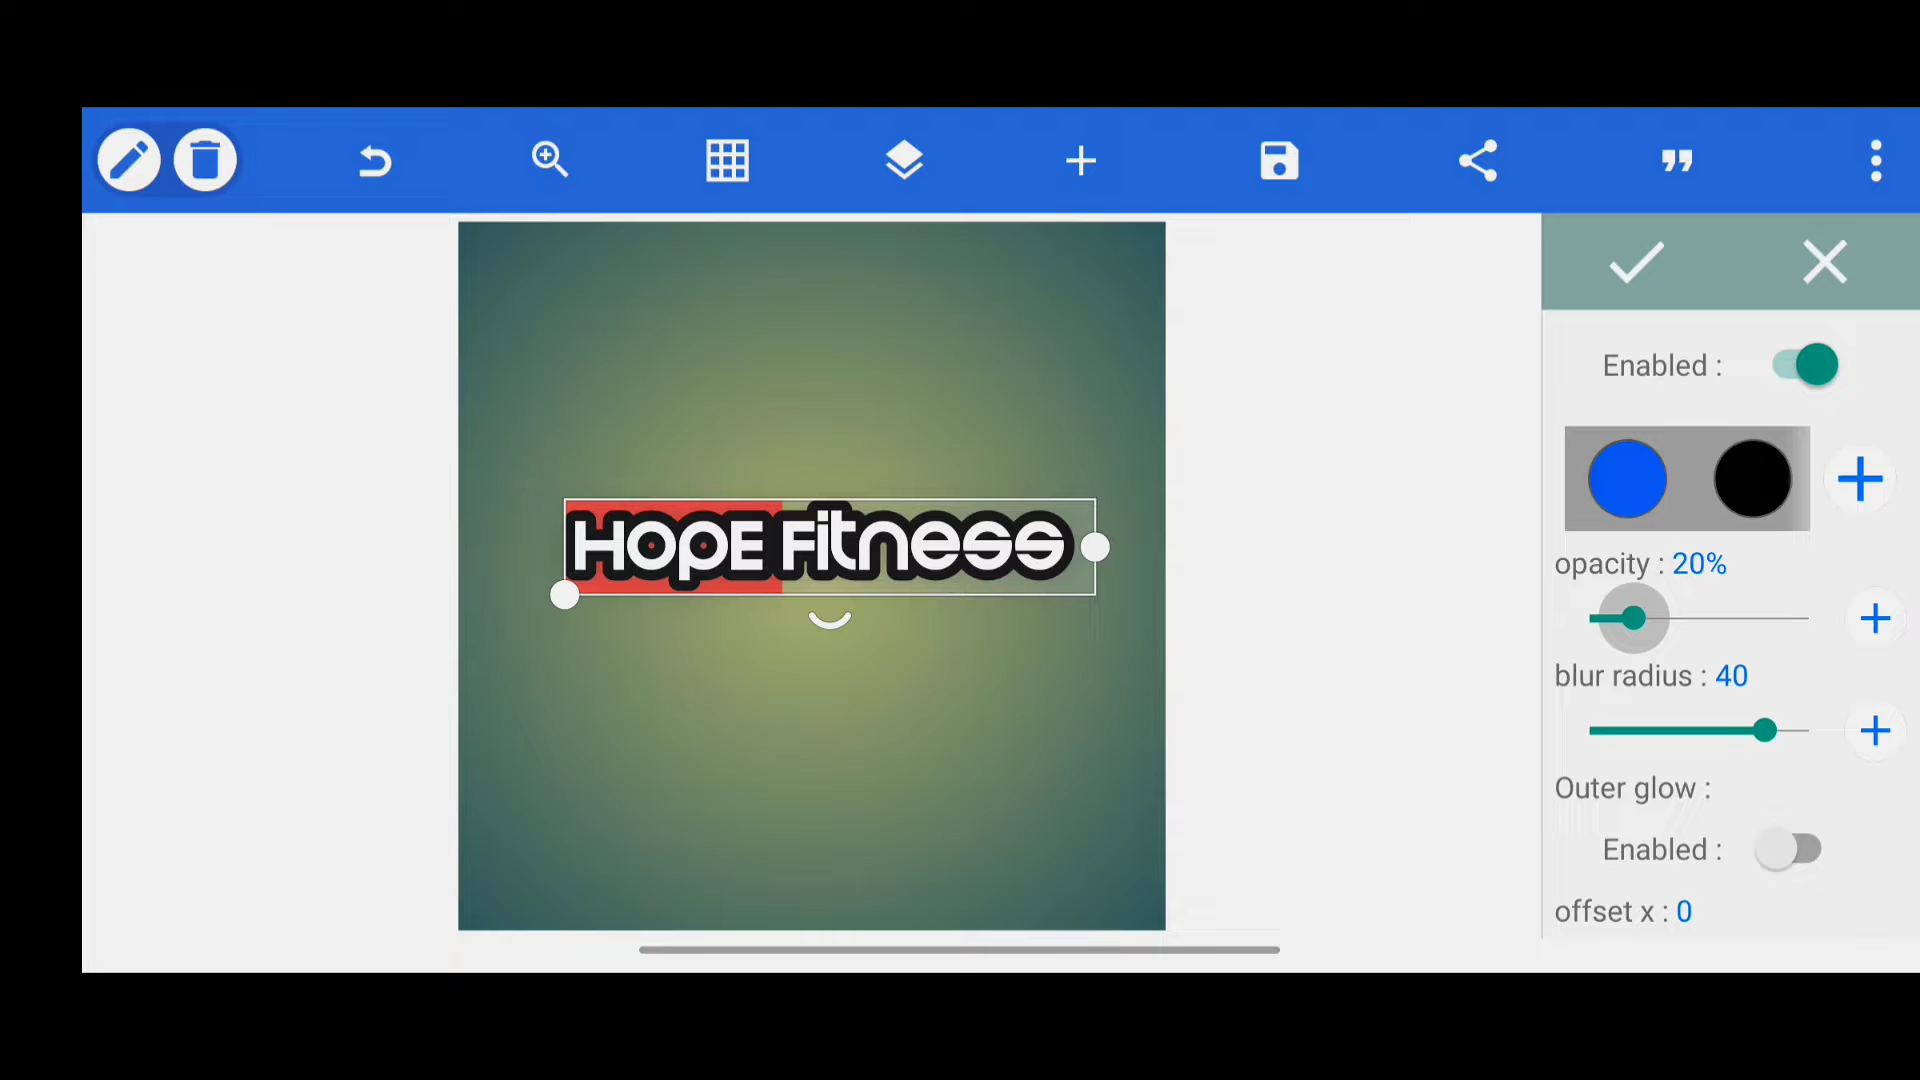 HOPE Fitness
Enabled :
opacity : 20%
blur radius : 40
Outer glow :
Enabled :
offset x : 0